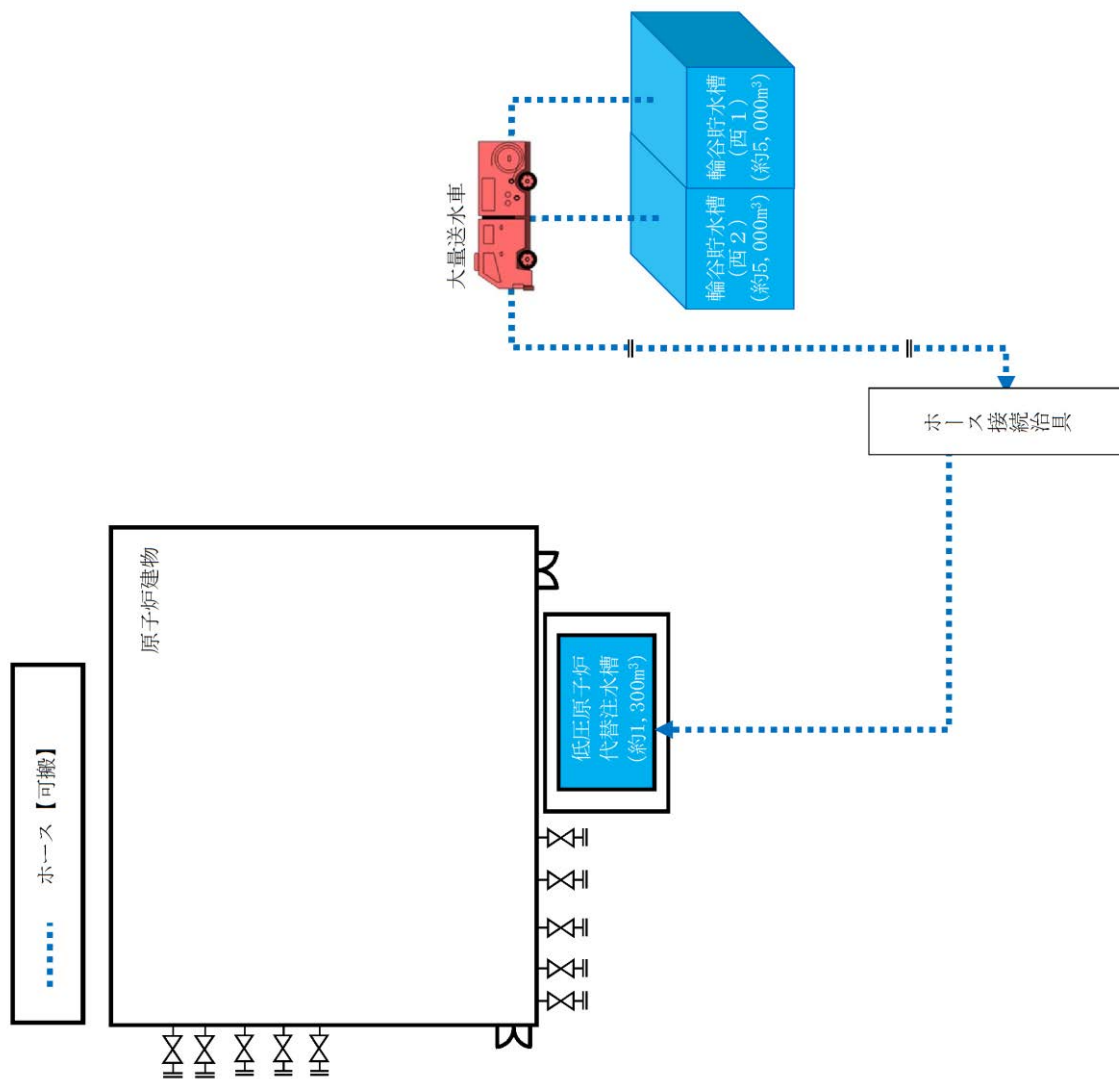 ホース【可搬】
原子炉建物
大量送水車
輪谷貯水槽
（西２）
(約5,000m³)
輪谷貯水槽
（西１）
(約5,000m³)
低圧原子炉
代替注水槽
(約1,300m³)
ホース接続治具